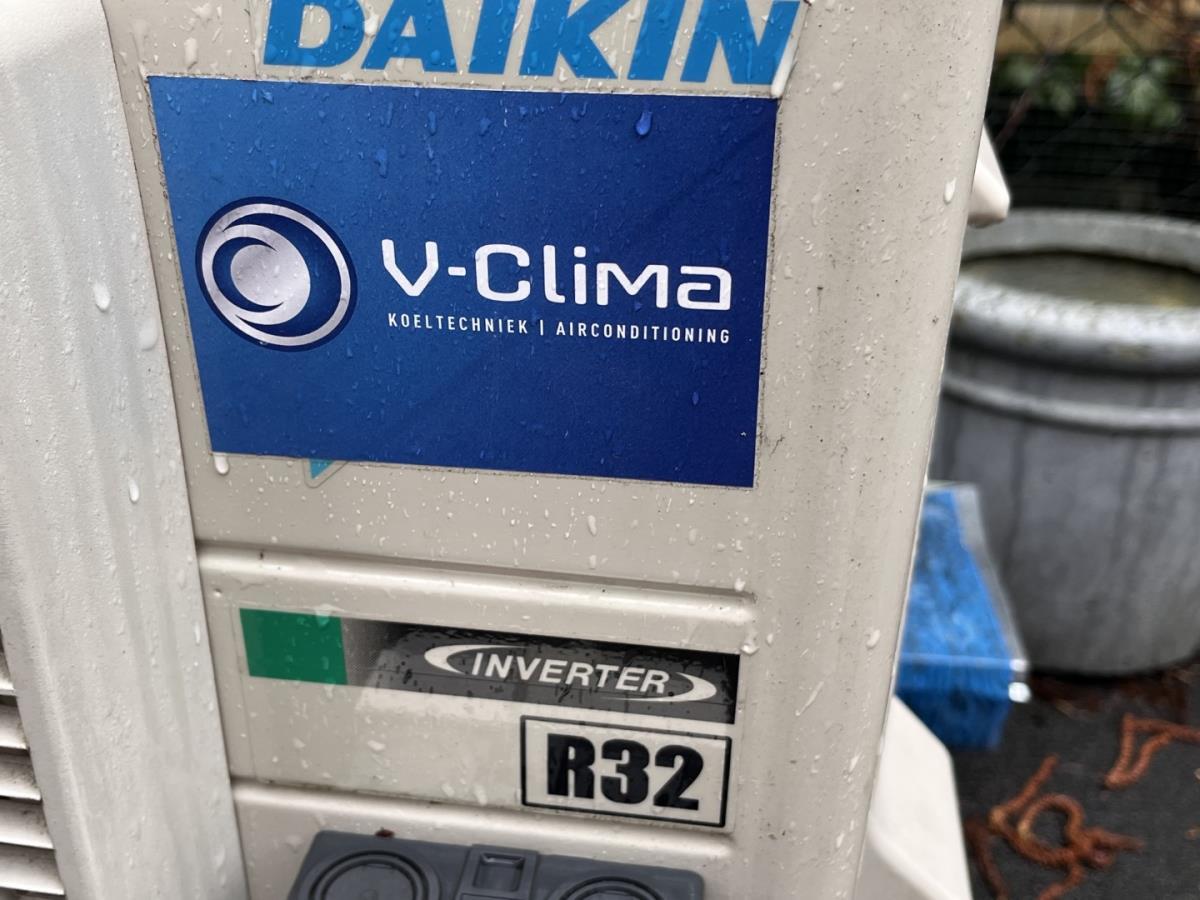 DAIKIN
V-Clima
KOELTECHNIEK | AIRCONDITIONING
INVERTER
R32